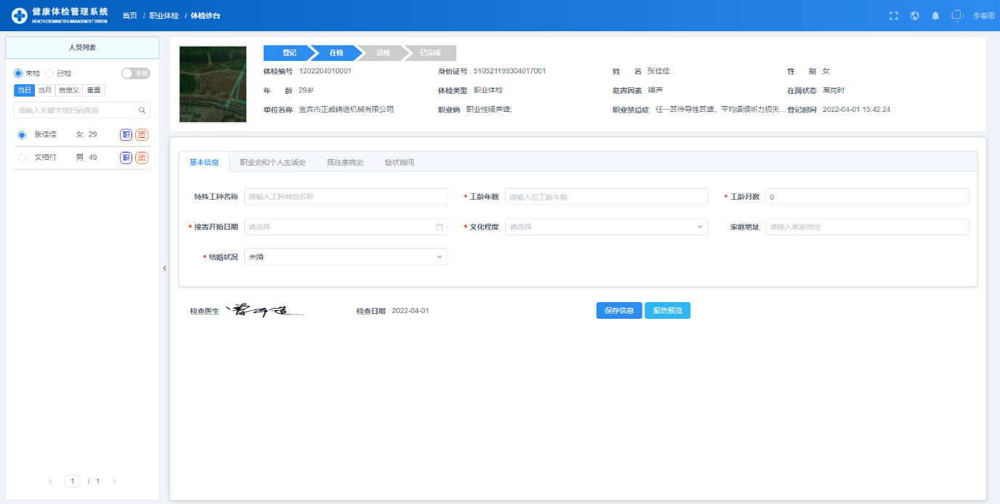 健康体检管理系统
HEALTH EXCMINATION MANAGEMENT SYSTEM
首页 / 职业体检 / 体检诊台
李春雨
人员列表
未检 已检 非复
当日 当月 自定义 重置
请输入关键字或扫码查询
张佳佳 女 29 职 团
文相付 男 49 职 团
1 / 1
登记 在检 总检 已完成
体检编号 1202204010001 身份证号 510521199304017001 姓 名 张佳佳 性 别 女
年 龄 29岁 体检类型 职业体检 危害因素 噪声 在岗状态 离岗时
单位名称 宜宾市正威铸造机械有限公司 职业病 职业性噪声聋; 职业禁忌症 任一耳传导性耳聋，平均语频听力损失... 登记时间 2022-04-01 15:42:24
基本信息 职业史和个人生活史 既往患病史 症状询问
特殊工种名称 请输入工种其他名称 * 工龄年数 请输入总工龄年数 * 工龄月数 0
* 接害开始日期 请选择 * 文化程度 请选择 家庭地址 请输入家庭地址
* 结婚状况 未婚
检查医生 检查日期 2022-04-01 保存信息 报告预览